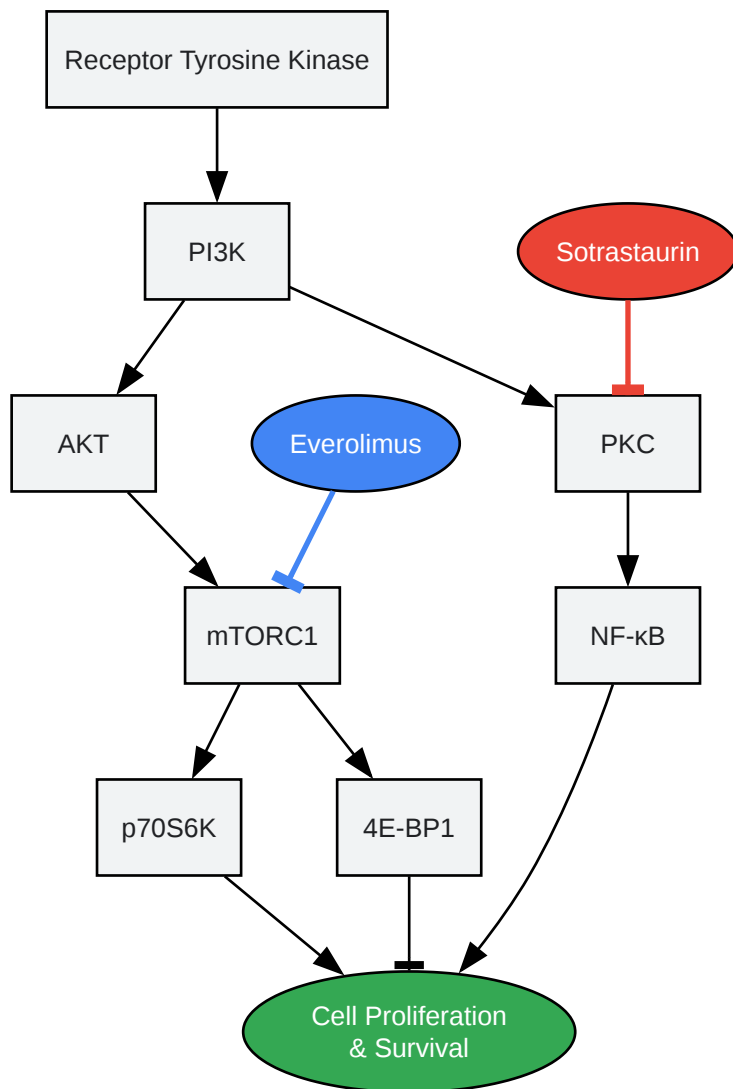 Receptor Tyrosine Kinase
PI3K
Sotrastaurin
AKT
Everolimus
PKC
mTORC1
NF-κB
p70S6K
4E-BP1
Cell Proliferation
& Survival